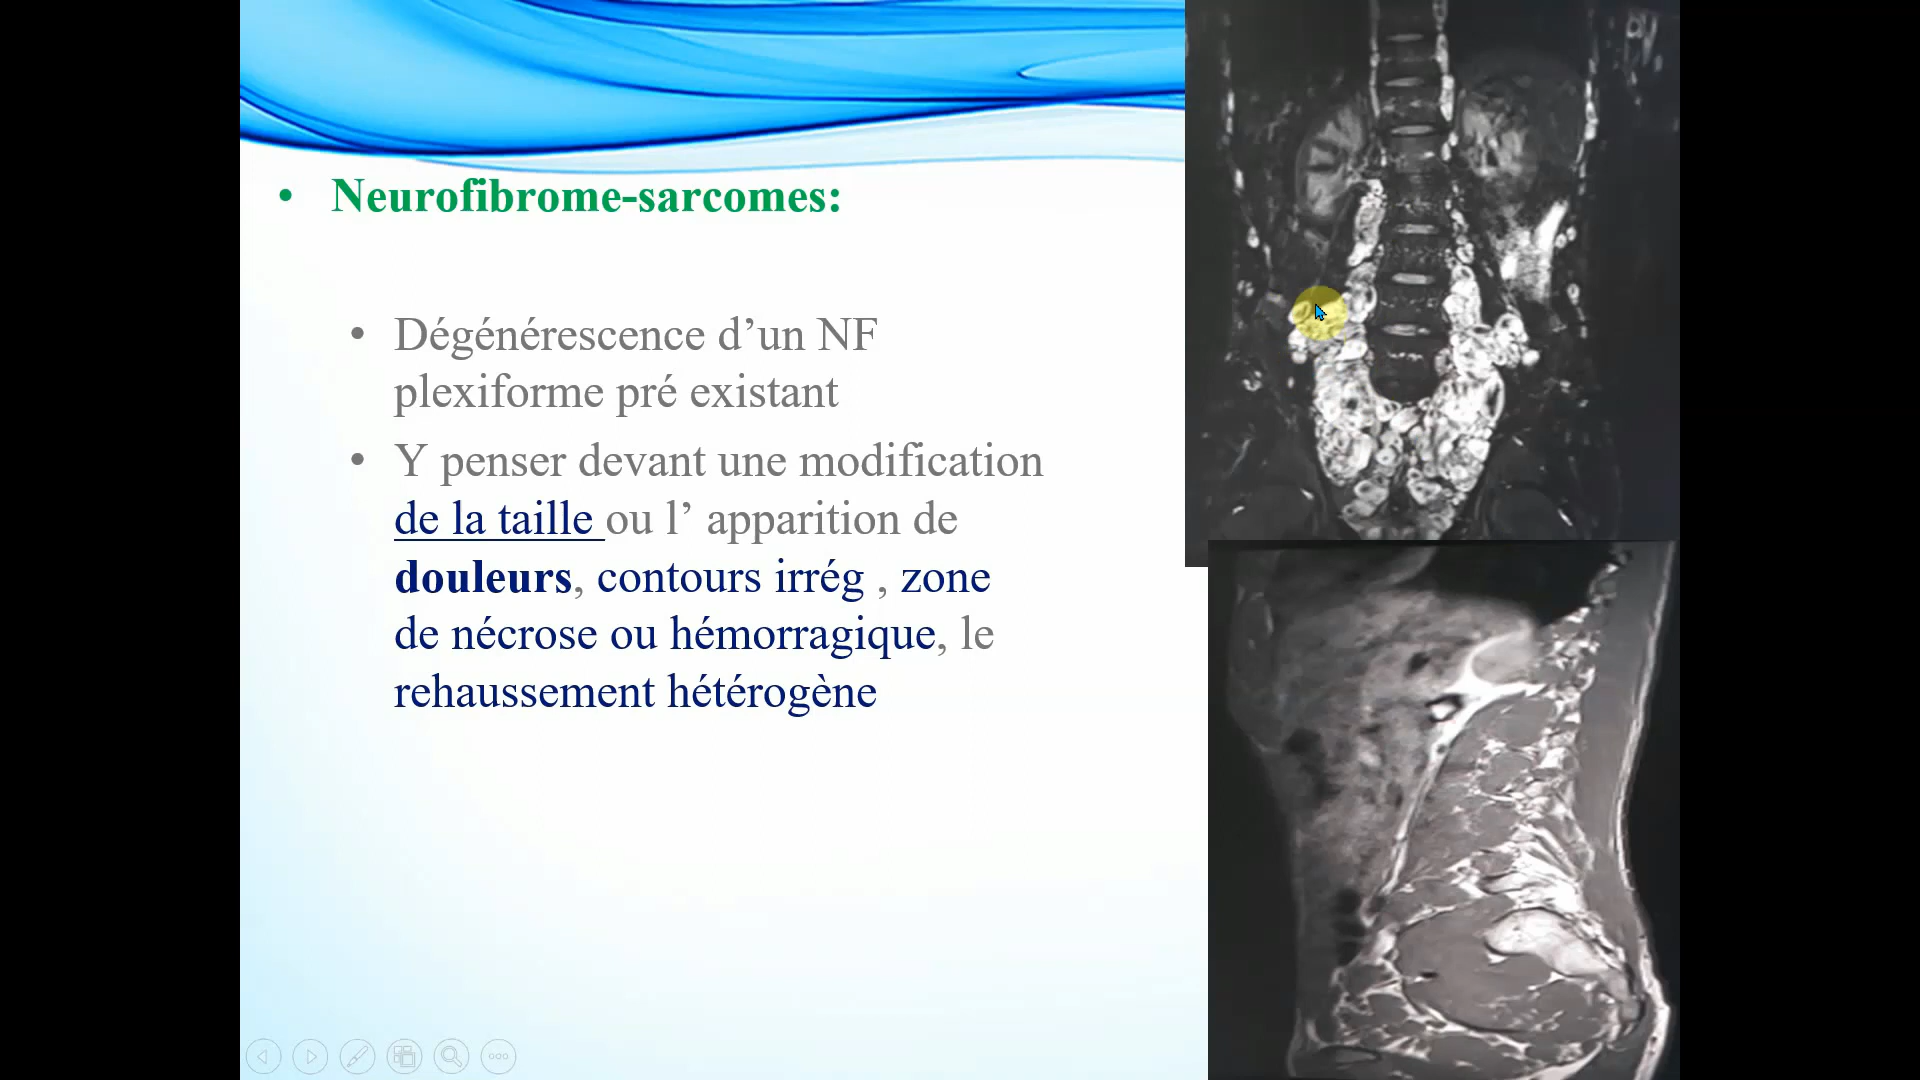 • Neurofibrome-sarcomes:
• Dégénérescence d’un NF
plexiforme pré existant
• Y penser devant une modification
de la taille ou l’ apparition de
douleurs, contours irrég , zone
de nécrose ou hémorragique, le
rehaussement hétérogène